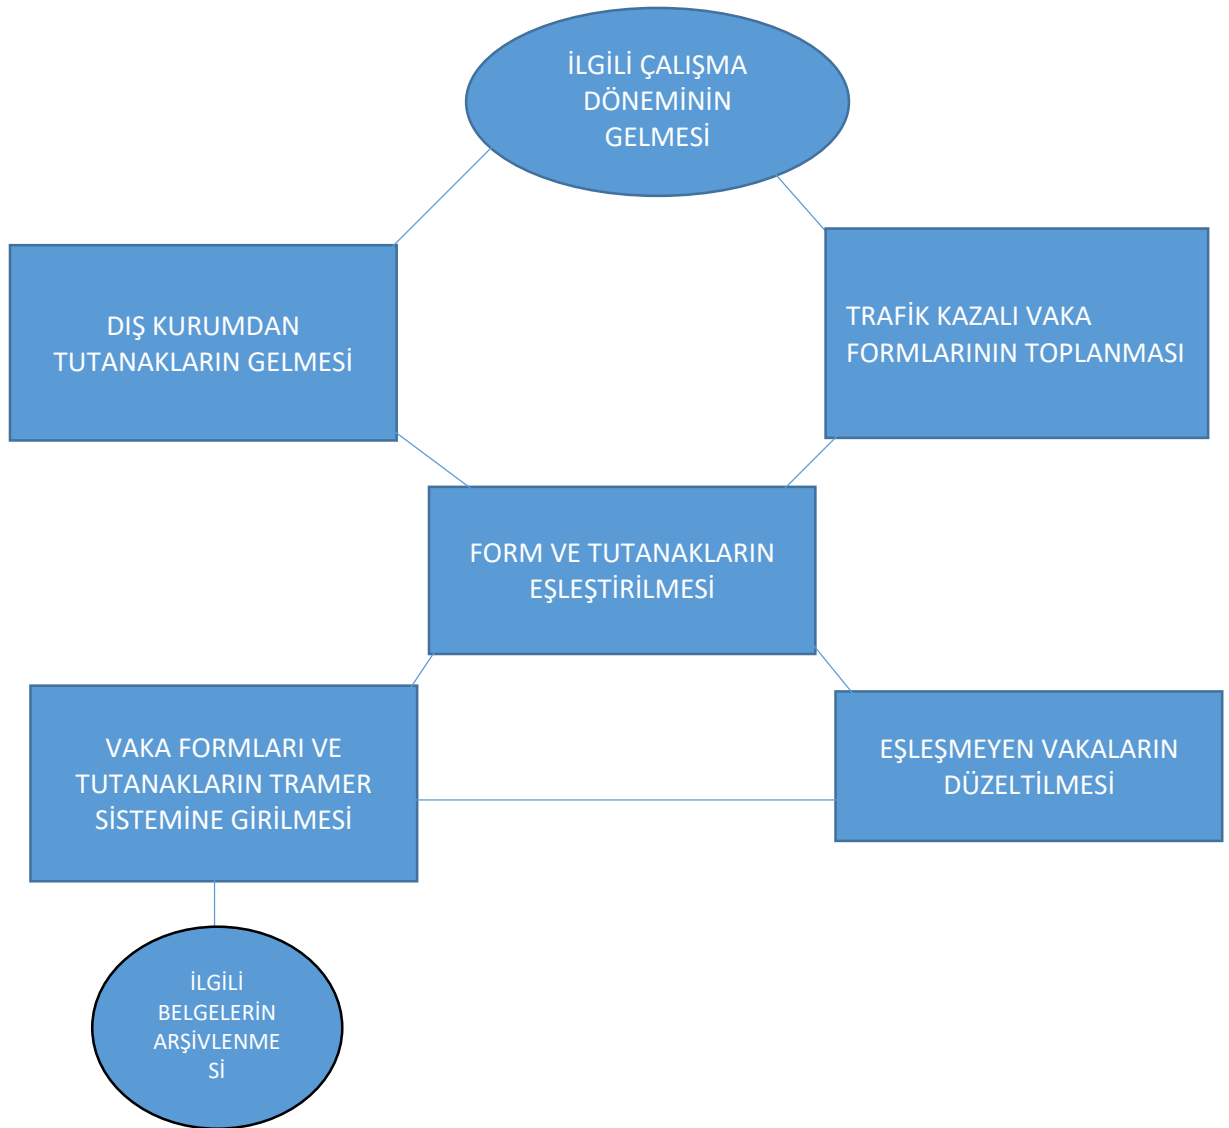 İLGİLİ ÇALIŞMA
DÖNEMİNİN
GELMESİ
DIŞ KURUMDAN
TUTANAKLARIN GELMESİ
TRAFİK KAZALI VAKA
FORMLARININ TOPLANMASI
FORM VE TUTANAKLARIN
EŞLEŞTİRİLMESİ
VAKA FORMLARI VE
TUTANAKLARIN TRAMER
SİSTEMİNE GİRİLMESİ
EŞLEŞMEYEN VAKALARIN
DÜZELTİLMESİ
İLGİLİ
BELGELERİN
ARŞİVLENME
Sİ